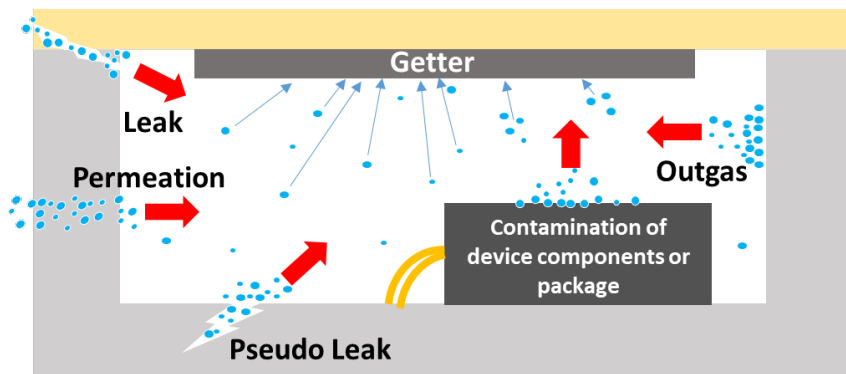 Getter
Leak
Permeation
Outgas
Contamination of
device components or
package
Pseudo Leak